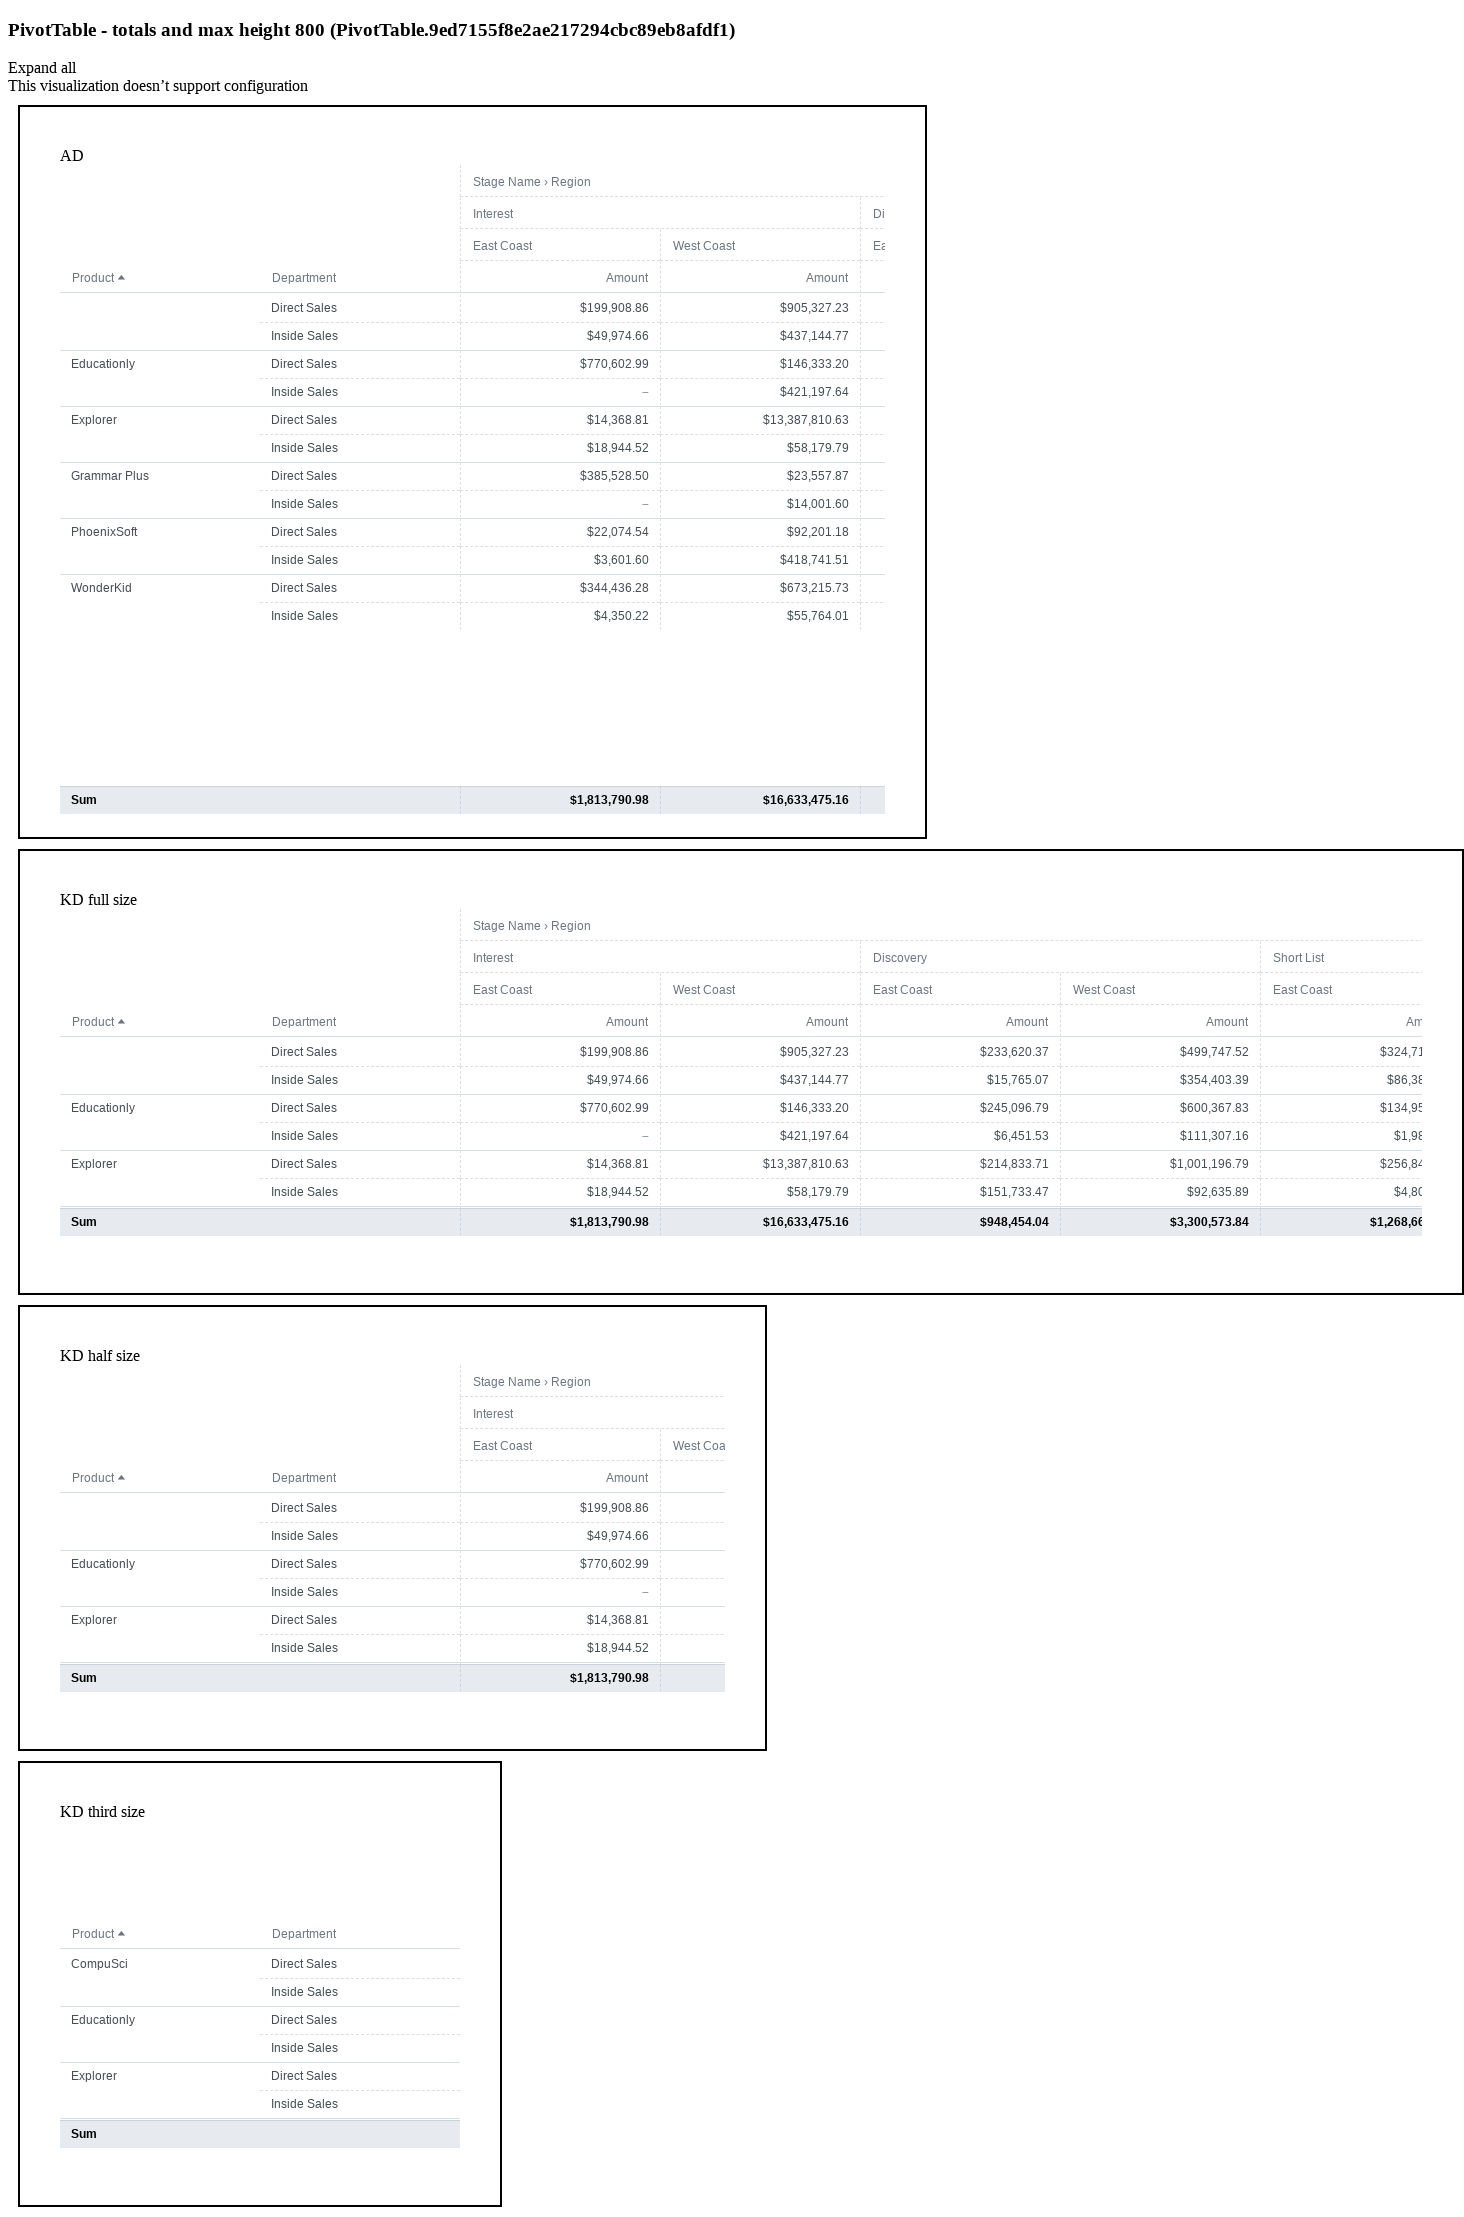 PivotTable - totals and max height 800 (PivotTable.9ed7155f8e2ae217294cbc89eb8afdf1)
Expand all
This visualization doesn’t support configuration
AD
Stage Name › Region
Interest Di
East Coast West Coast Ea
Product Department Amount Amount
Direct Sales $199,908.86 $905,327.23
Inside Sales $49,974.66 $437,144.77
Educationly Direct Sales $770,602.99 $146,333.20
Inside Sales – $421,197.64
Explorer Direct Sales $14,368.81 $13,387,810.63
Inside Sales $18,944.52 $58,179.79
Grammar Plus Direct Sales $385,528.50 $23,557.87
Inside Sales – $14,001.60
PhoenixSoft Direct Sales $22,074.54 $92,201.18
Inside Sales $3,601.60 $418,741.51
WonderKid Direct Sales $344,436.28 $673,215.73
Inside Sales $4,350.22 $55,764.01
Sum $1,813,790.98 $16,633,475.16
KD full size
Stage Name › Region
Interest Discovery Short List
East Coast West Coast East Coast West Coast East Coast
Product Department Amount Amount Amount Amount Am
Direct Sales $199,908.86 $905,327.23 $233,620.37 $499,747.52 $324,71
Inside Sales $49,974.66 $437,144.77 $15,765.07 $354,403.39 $86,38
Educationly Direct Sales $770,602.99 $146,333.20 $245,096.79 $600,367.83 $134,95
Inside Sales – $421,197.64 $6,451.53 $111,307.16 $1,98
Explorer Direct Sales $14,368.81 $13,387,810.63 $214,833.71 $1,001,196.79 $256,84
Inside Sales $18,944.52 $58,179.79 $151,733.47 $92,635.89 $4,80
Sum $1,813,790.98 $16,633,475.16 $948,454.04 $3,300,573.84 $1,268,66
KD half size
Stage Name › Region
Interest
East Coast West Coa
Product Department Amount
Direct Sales $199,908.86
Inside Sales $49,974.66
Educationly Direct Sales $770,602.99
Inside Sales –
Explorer Direct Sales $14,368.81
Inside Sales $18,944.52
Sum $1,813,790.98
KD third size
Product Department
CompuSci Direct Sales
Inside Sales
Educationly Direct Sales
Inside Sales
Explorer Direct Sales
Inside Sales
Sum